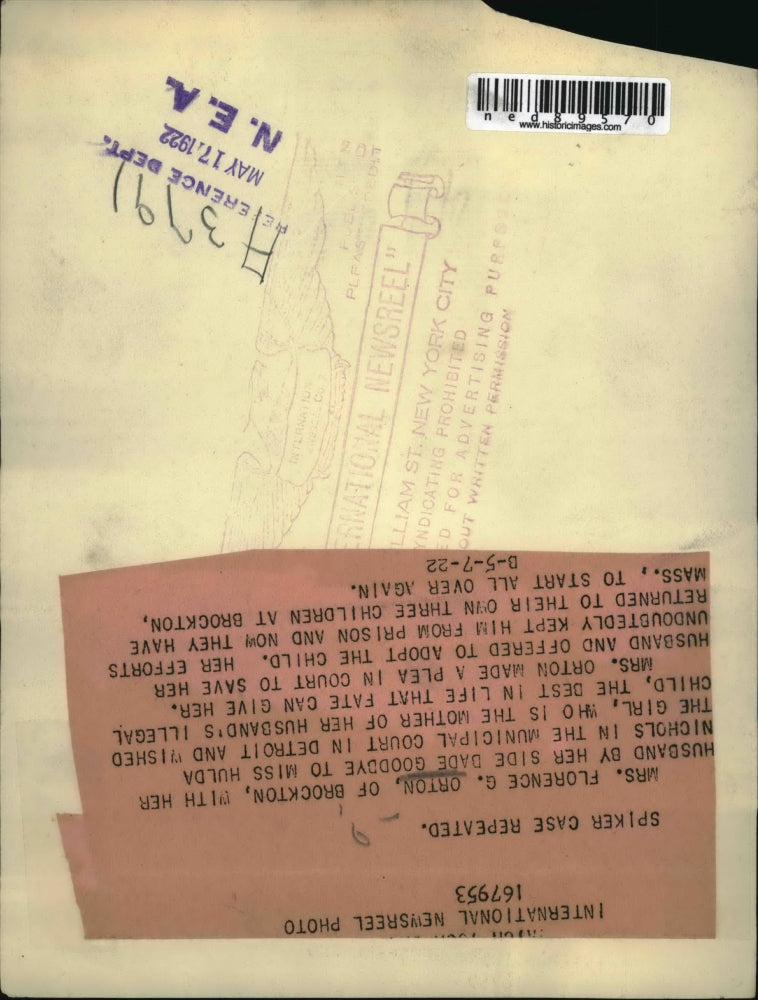 ned89570
www.historicimages.com
N.E.A.
MAY 17, 1922
REFERENCE DEPT.
3791
NOT
PLEASE CREDIT
INTERNATIONAL NEWSREEL"
WILLIAM ST. NEW YORK CITY
SYNDICATING PROHIBITED
FOR ADVERTISING PURPOSES
OUT WRITTEN PERMISSION
INTERNATIONAL NEWSREEL PHOTO
167953
SPIKER CASE REPEATED.
MRS. FLORENCE G. ORTON, OF BROCKTON, WITH HER
HUSBAND BY HER SIDE BADE GOODBYE TO MISS HULDA
NICHOLS IN THE MUNICIPAL COURT IN DETROIT AND WISHED
THE GIRL, WHO IS THE MOTHER OF HER HUSBAND'S ILLEGAL
CHILD, THE BEST IN LIFE THAT FATE CAN GIVE HER.
MRS. ORTON MADE A PLEA IN COURT TO SAVE HER
HUSBAND AND OFFERED TO ADOPT THE CHILD. HER EFFORTS
UNDOUBTEDLY KEPT HIM FROM PRISON AND NOW THEY HAVE
RETURNED TO THEIR OWN THREE CHILDREN AT BROCKTON,
MASS., TO START ALL OVER AGAIN.
B-5-7-22